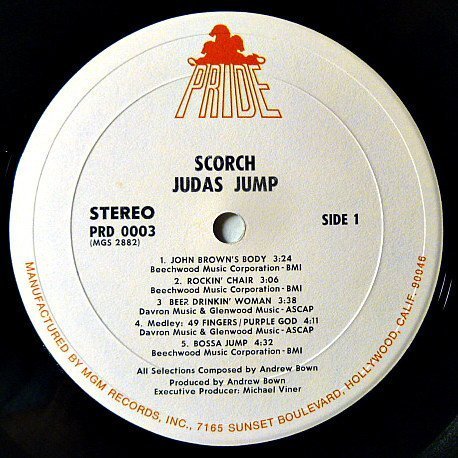 PRIDE
SCORCH
JUDAS JUMP
STEREO
PRD 0003
(MGS 2882)
SIDE 1
1. JOHN BROWN'S BODY 3:24
Beechwood Music Corporation - BMI
2. ROCKIN' CHAIR 3:06
Beechwood Music Corporation - BMI
3 BEER DRINKIN' WOMAN 3:38
Davron Music & Glenwood Music - ASCAP
4. Medley: 49 FINGERS/PURPLE GOD 4:11
Davron Music & Glenwood Music - ASCAP
5. BOSSA JUMP 4:32
Beechwood Music Corporation - BMI
All Selections Composed by Andrew Bown
Produced by Andrew Bown
Executive Producer: Michael Viner
MANUFACTURED BY MGM RECORDS, INC., 7165 SUNSET BOULEVARD, HOLLYWOOD, CALIF. 90046